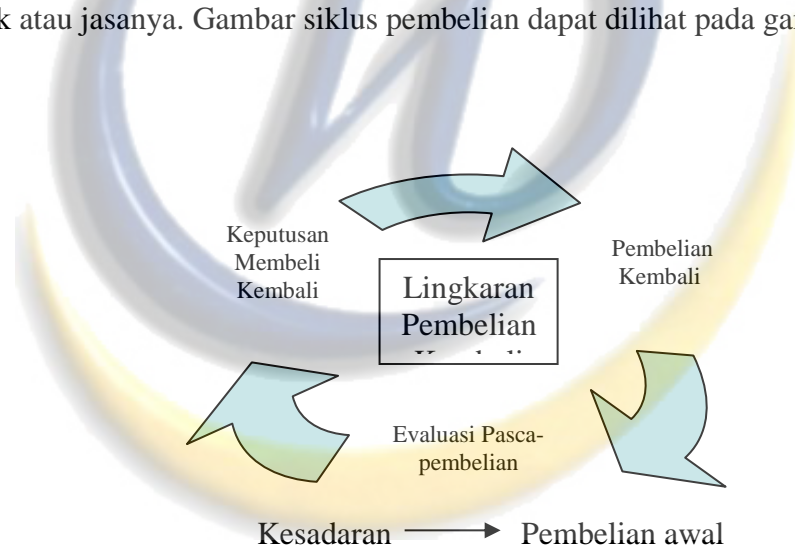 atau jasanya. Gambar siklus pembelian dapat dilihat pada
Keputusan
Membeli
Kembali
Pembelian
Kembali
Lingkaran
Pembelian
Evaluasi Pasca-
pembelian
Kesadaran Pembelian awal